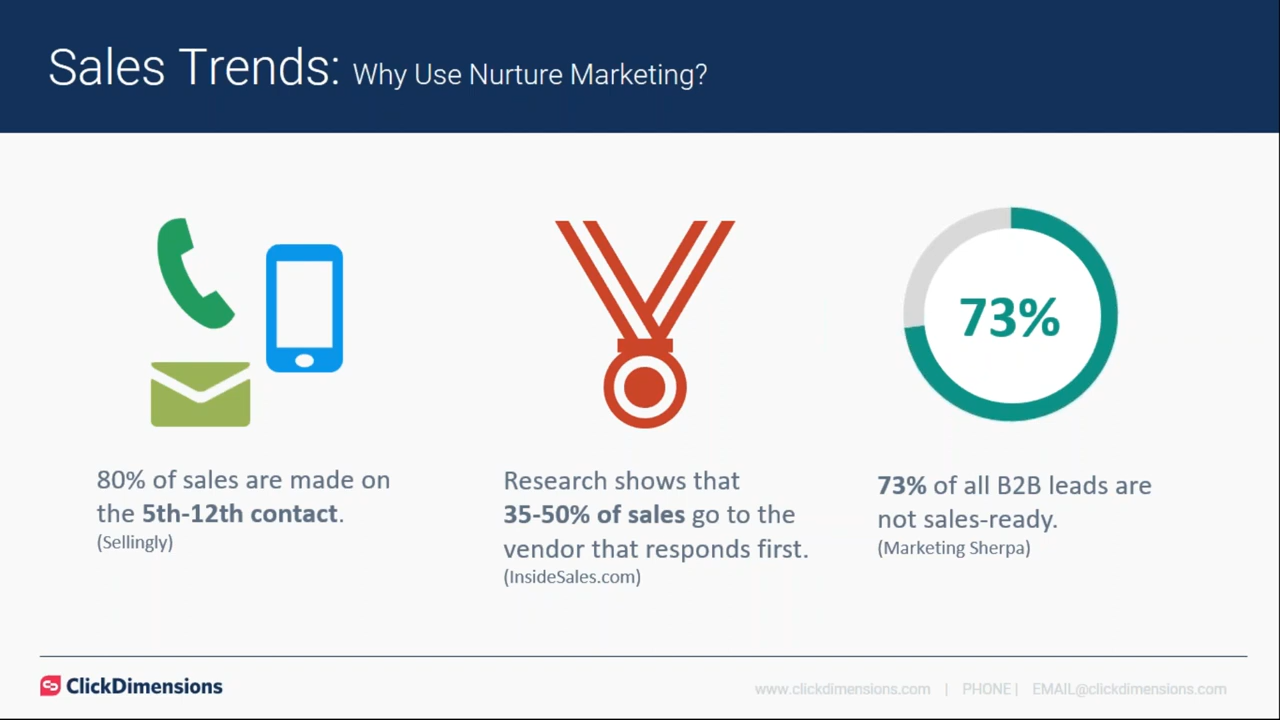 Sales Trends: Why Use Nurture Marketing?
80% of sales are made on
the 5th-12th contact.
(Sellingly)
Research shows that
35-50% of sales go to the
vendor that responds first.
(InsideSales.com)
73%
73% of all B2B leads are
not sales-ready.
(Marketing Sherpa)
ClickDimensions
www.clickdimensions.com | PHONE | EMAIL@clickdimensions.com